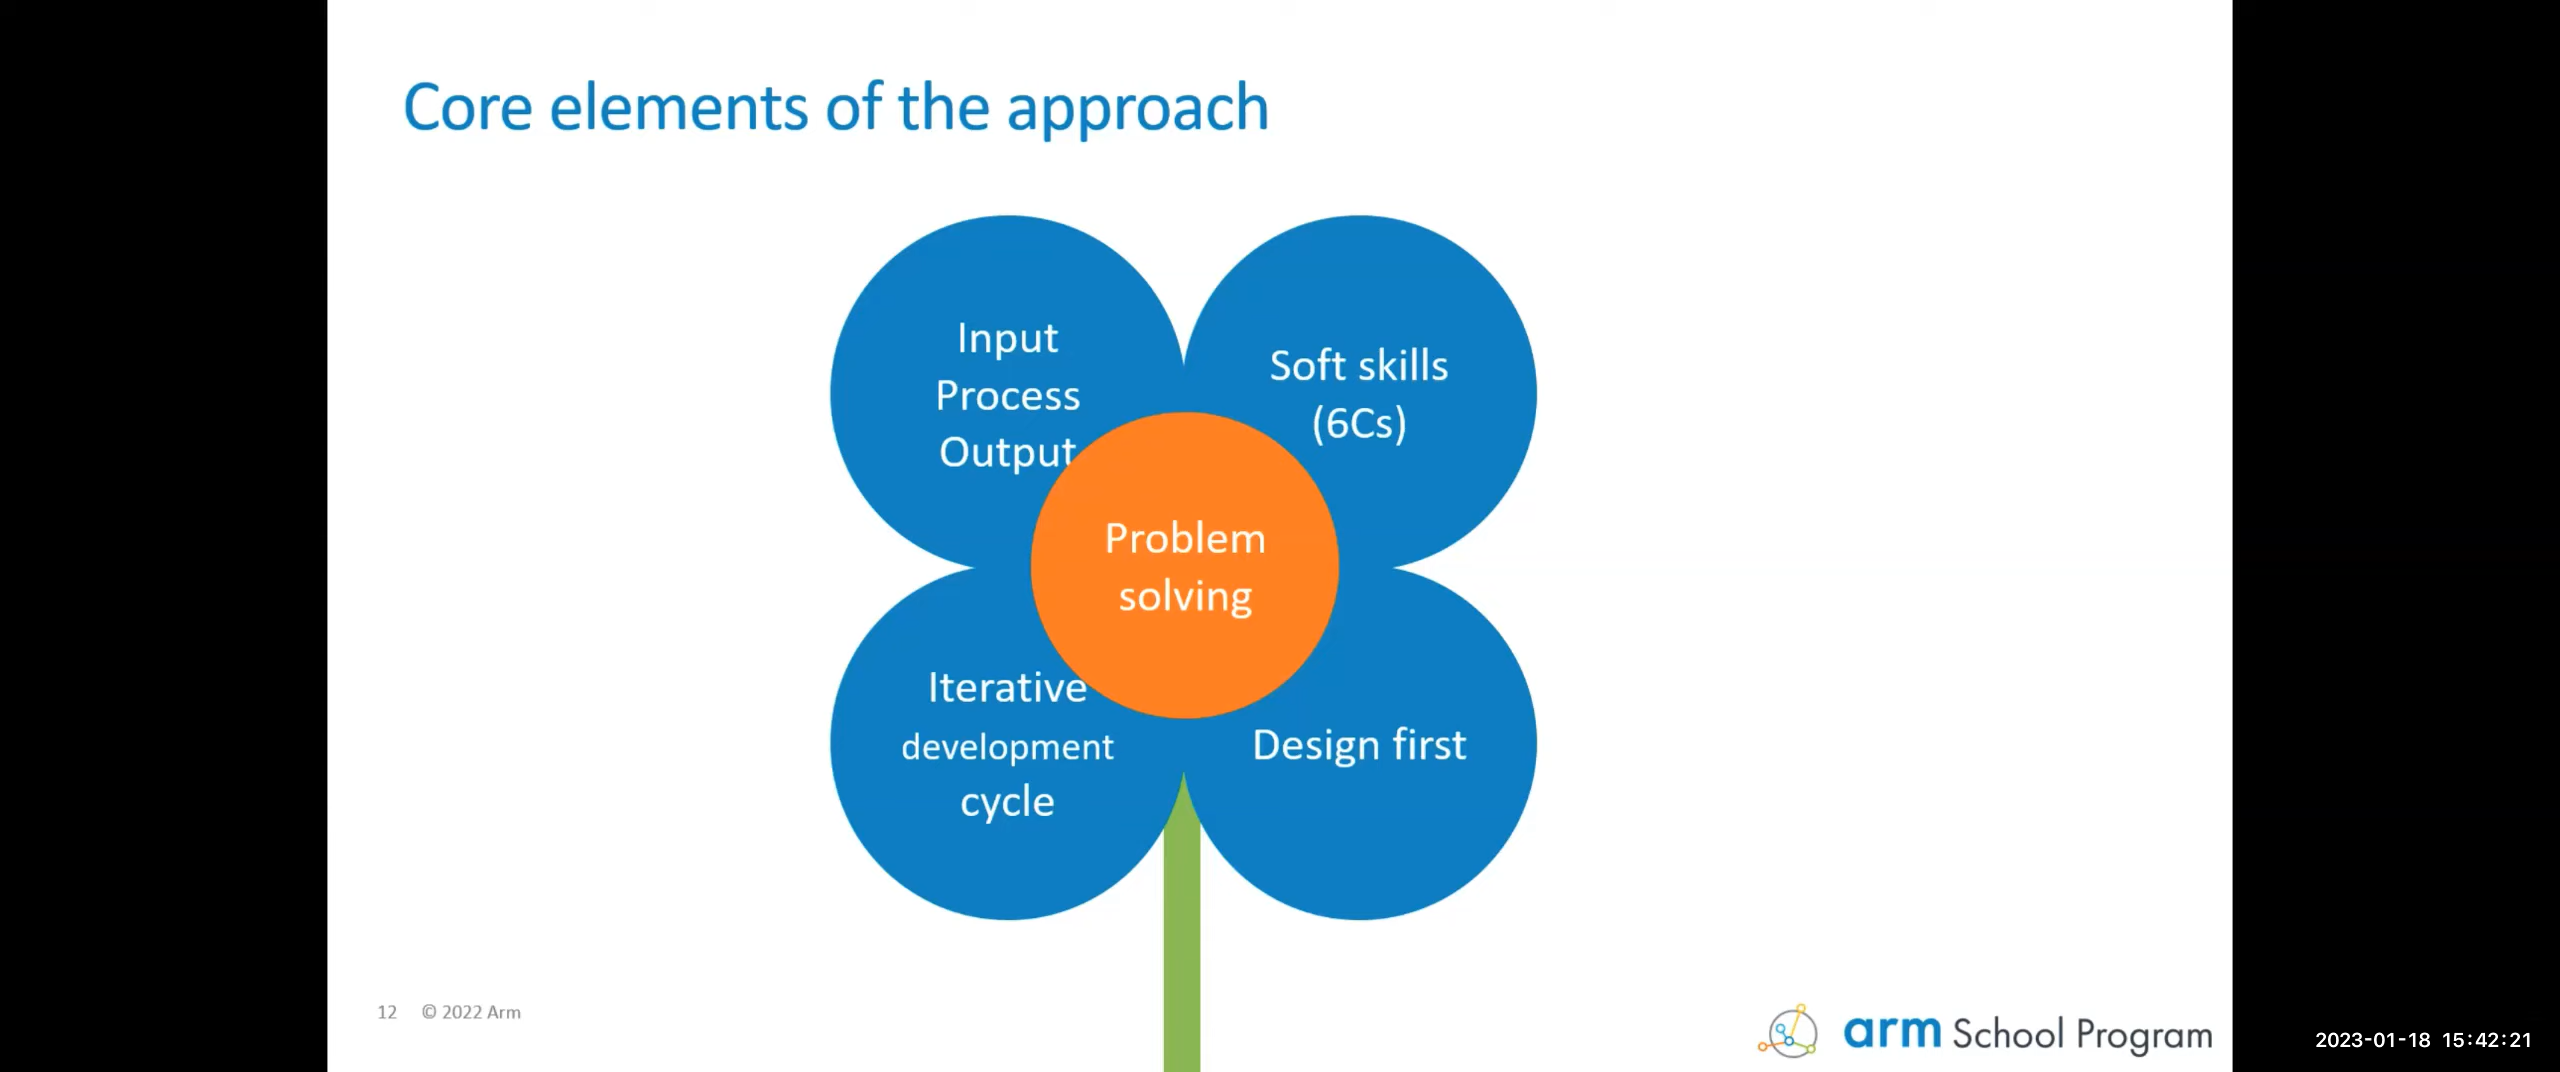 Core elements of the approach
Input
Process
Output
Soft skills
(6Cs)
Problem
solving
Iterative
development
cycle
Design first
12 © 2022 Arm
arm School Program
2023-01-18 15:42:21